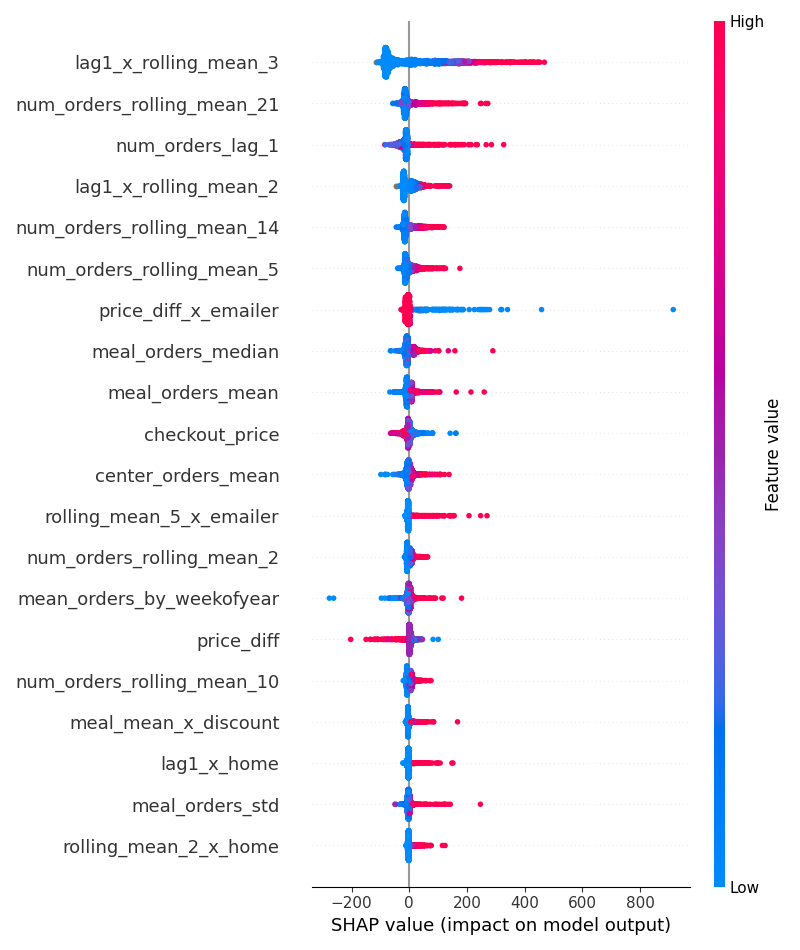 High
lag1_x_rolling_mean_3
num_orders_rolling_mean_21
num_orders_lag_1
lag1_x_rolling_mean_2
num_orders_rolling_mean_14
num_orders_rolling_mean_5
price_diff_x_emailer
meal_orders_median
meal_orders_mean
checkout_price
center_orders_mean
rolling_mean_5_x_emailer
num_orders_rolling_mean_2
mean_orders_by_weekofyear
price_diff
num_orders_rolling_mean_10
meal_mean_x_discount
lag1_x_home
meal_orders_std
rolling_mean_2_x_home
Feature value
Low
−200 0 200 400 600 800
SHAP value (impact on model output)